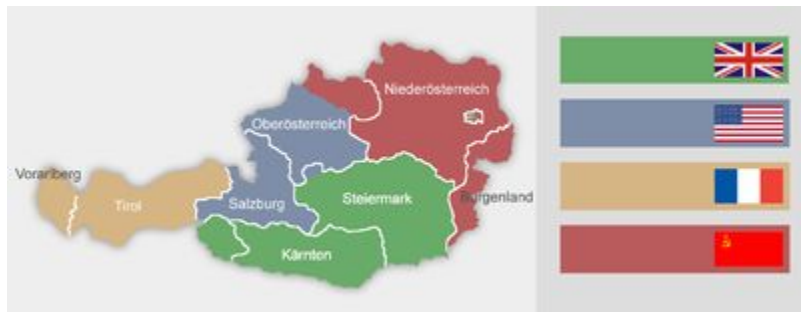 Niederösterreich
Oberösterreich
Vorarlberg
Tirol
Salzburg
Steiermark
Burgenland
Kärnten